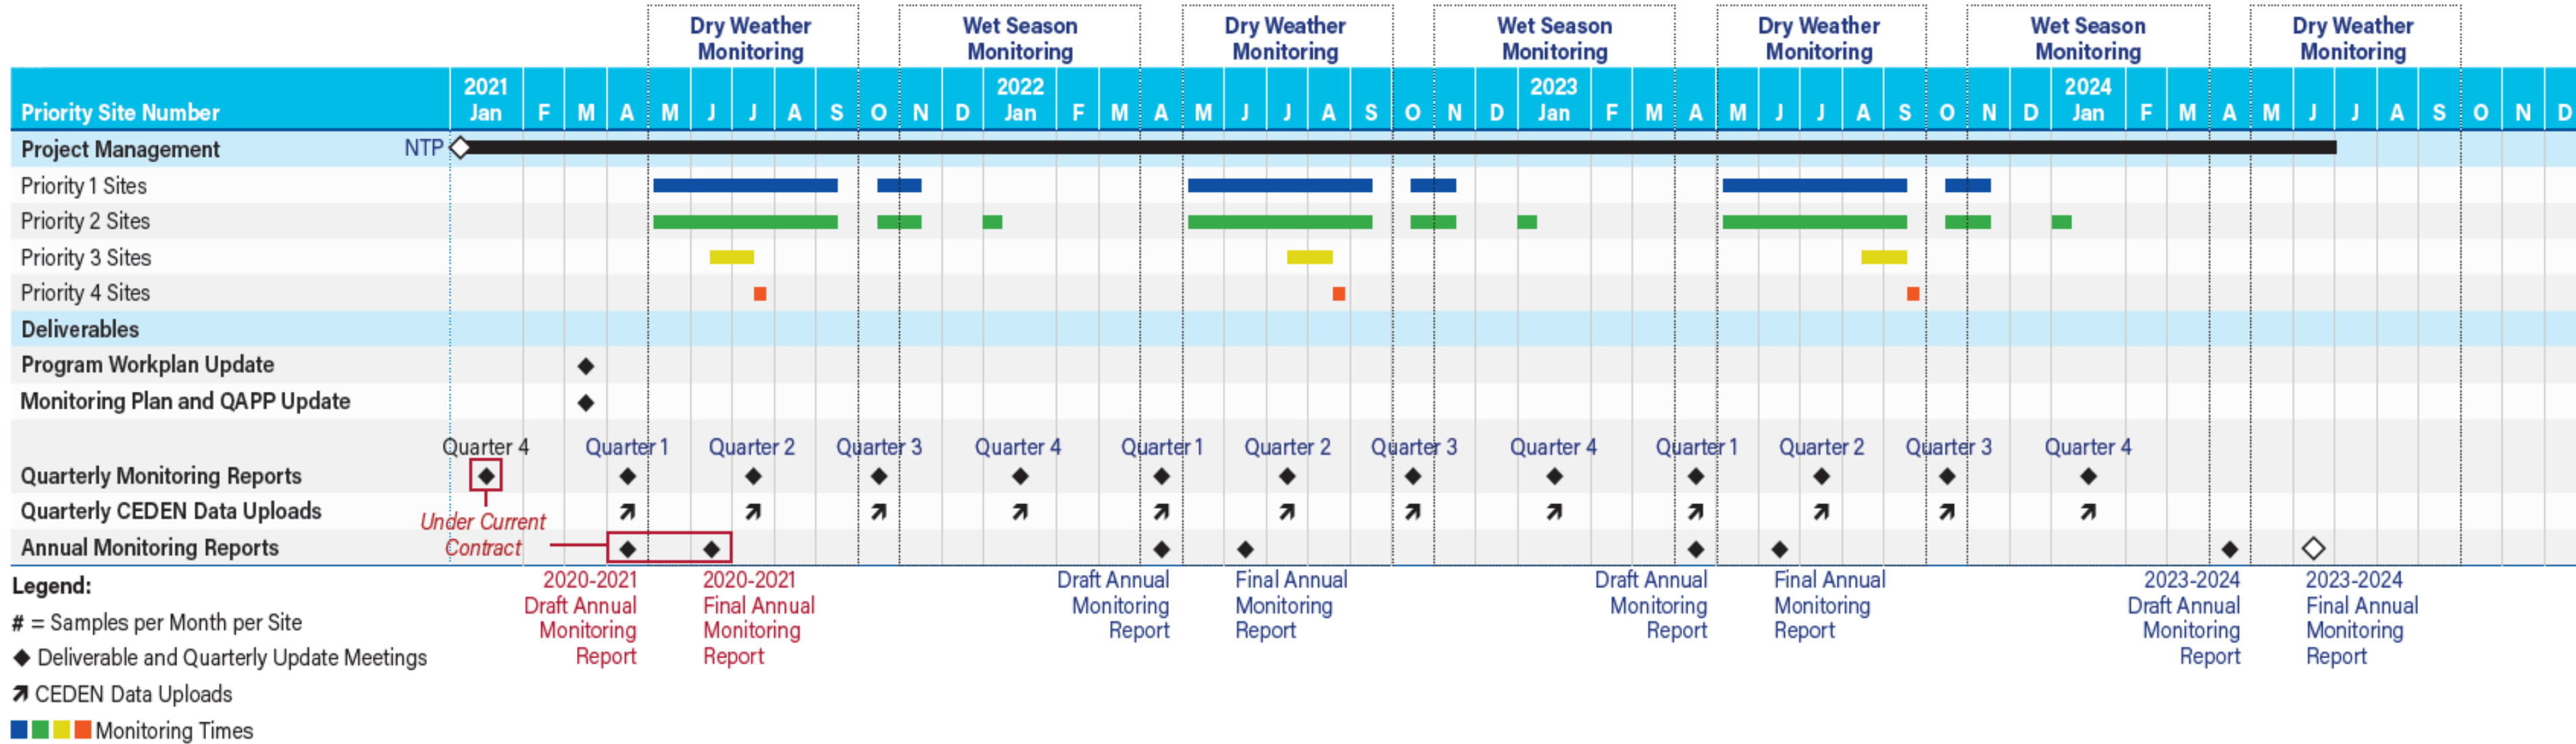 Dry Weather
Monitoring
Wet Season
Monitoring
Dry Weather
Monitoring
Wet Season
Monitoring
Dry Weather
Monitoring
Wet Season
Monitoring
Dry Weather
Monitoring
2021 2022 2023 2024
Priority Site Number Jan F M A M J J A S O N D Jan F M A M J J A S O N D Jan F M A M J J A S O N D Jan F M A M J J A S O N D
Project Management NTP
Priority 1 Sites
Priority 2 Sites
Priority 3 Sites
Priority 4 Sites
Deliverables
Program Workplan Update
Monitoring Plan and QAPP Update
Quarter 4 Quarter 1 Quarter 2 Quarter 3 Quarter 4 Quarter 1 Quarter 2 Quarter 3 Quarter 4 Quarter 1 Quarter 2 Quarter 3 Quarter 4
Quarterly Monitoring Reports
Quarterly CEDEN Data Uploads
Under Current
Contract
Annual Monitoring Reports
2020-2021
Draft Annual
Monitoring
Report
2020-2021
Final Annual
Monitoring
Report
Draft Annual
Monitoring
Report
Final Annual
Monitoring
Report
Draft Annual
Monitoring
Report
Final Annual
Monitoring
Report
2023-2024
Draft Annual
Monitoring
Report
2023-2024
Final Annual
Monitoring
Report
Legend:
# = Samples per Month per Site
◆ Deliverable and Quarterly Update Meetings
CEDEN Data Uploads
Monitoring Times